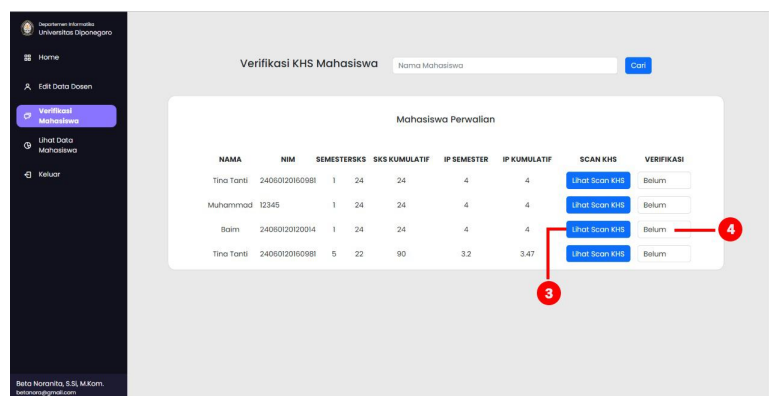 Departemen Informatika
Universitas Diponegoro
Home
Edit Data Dosen
Verifikasi
Mahasiswa
Lihat Data
Mahasiswa
Keluar
Beta Noranita, S.Si, M.Kom.
betanora@gmail.com
Verifikasi KHS Mahasiswa Nama Mahasiswa Cari
Mahasiswa Perwalian
NAMA NIM SEMESTER SKS SKS KUMULATIF IP SEMESTER IP KUMULATIF SCAN KHS VERIFIKASI
Tina Tanti 24060120160981 1 24 24 4 4 Lihat Scan KHS Belum
Muhammad 12345 1 24 24 4 4 Lihat Scan KHS Belum
Baim 24060120120014 1 24 24 4 4 Lihat Scan KHS Belum 4
Tina Tanti 24060120160981 5 22 90 3.2 3.47 Lihat Scan KHS Belum
3